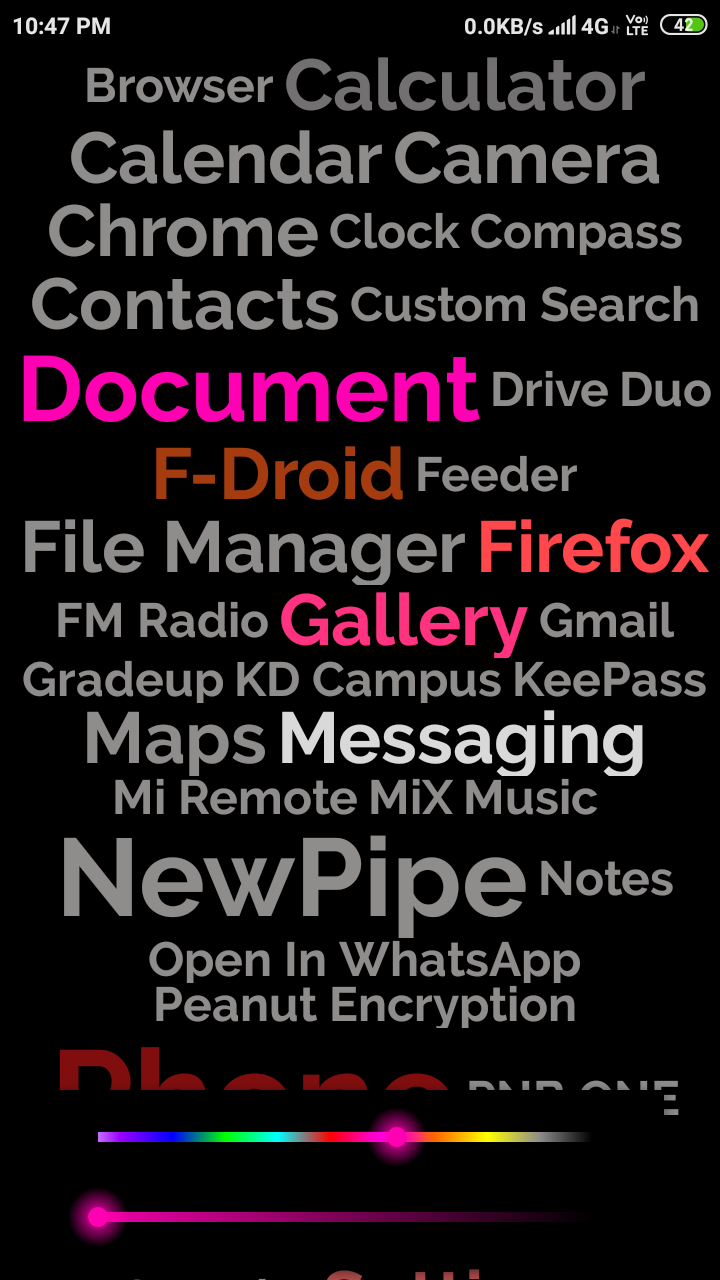 10:47 PM 0.0KB/s 4G Vo) LTE 42
Browser Calculator
Calendar Camera
Chrome Clock Compass
Contacts Custom Search
Document Drive Duo
F-Droid Feeder
File Manager Firefox
FM Radio Gallery Gmail
Gradeup KD Campus KeePass
Maps Messaging
Mi Remote MiX Music
NewPipe Notes
Open In WhatsApp
Peanut Encryption
Phone PNB ONE